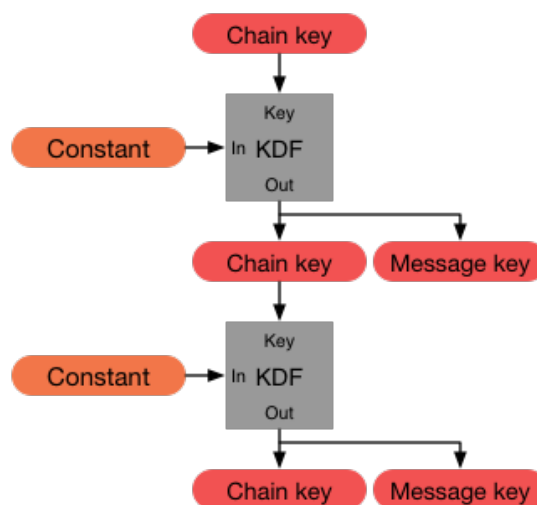 Chain key
Key
Constant
In KDF
Out
Chain key Message key
Key
Constant
In KDF
Out
Chain key Message key